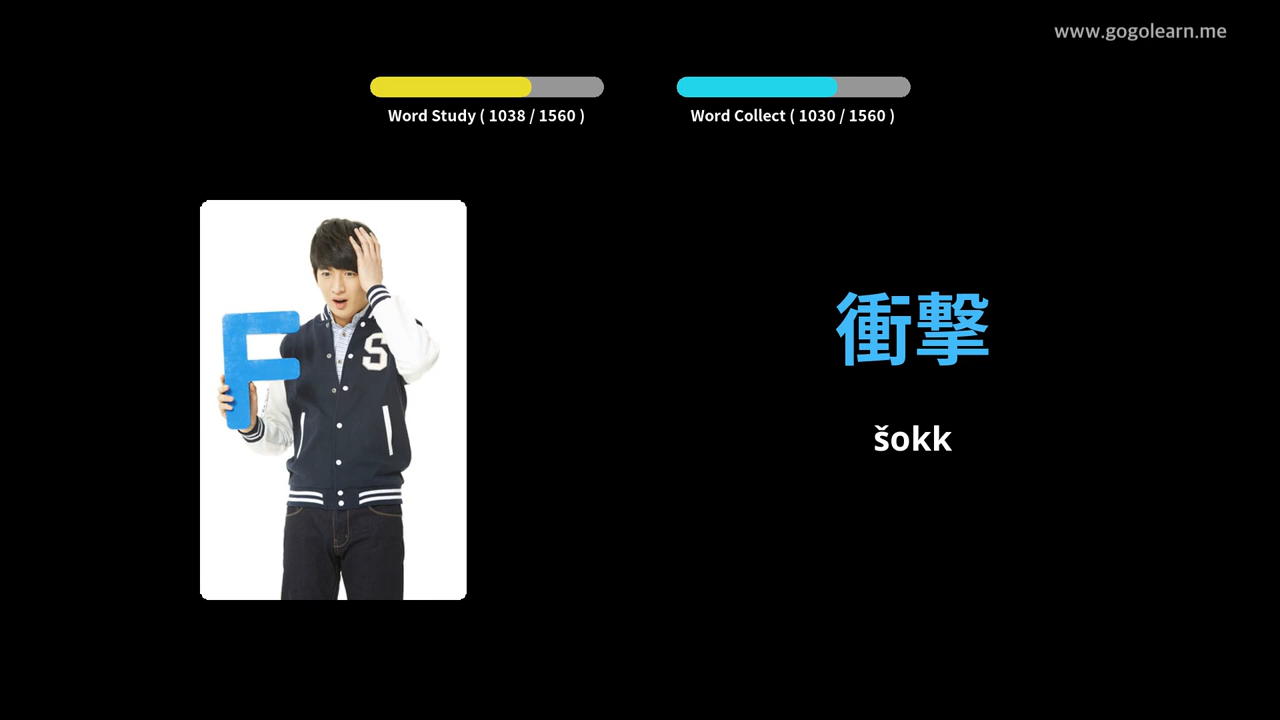 www.gogolearn.me
Word Study ( 1038 / 1560 )
Word Collect ( 1030 / 1560 )
F
S
衝撃
šokk